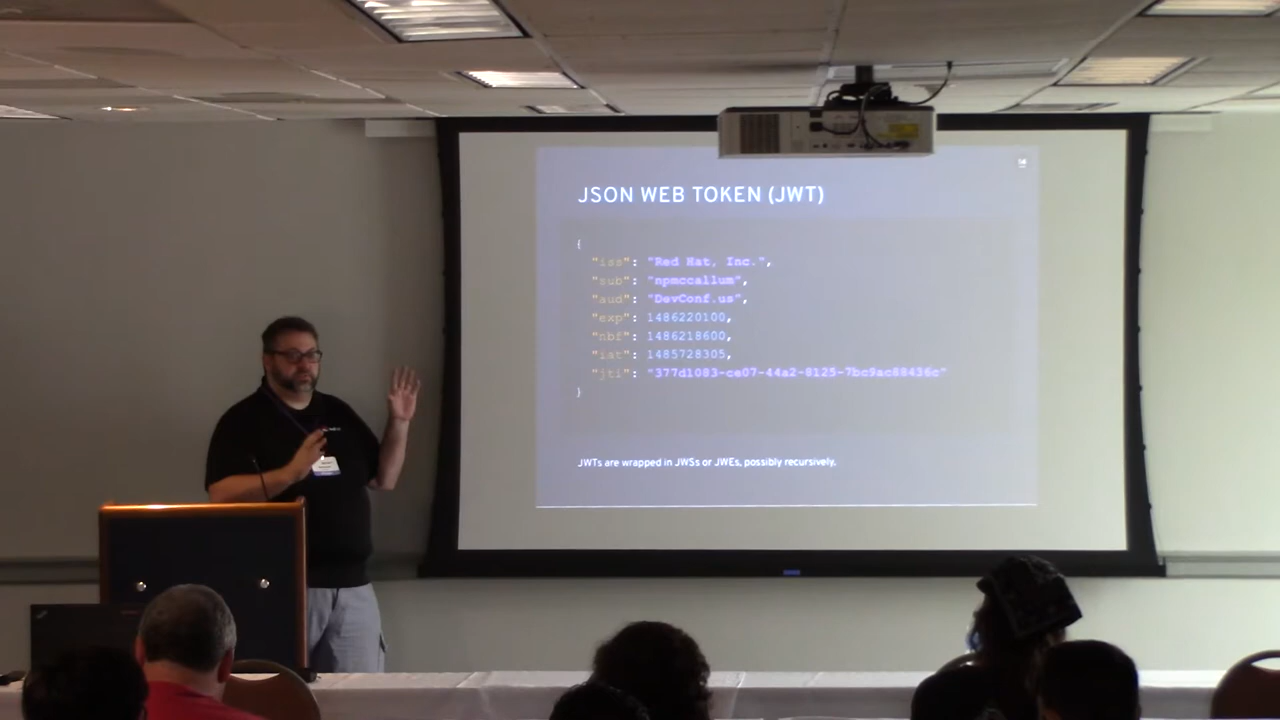 JSON WEB TOKEN (JWT)
{
"iss": "Red Hat, Inc.",
"sub": "npmccallum",
"aud": "DevConf.us",
"exp": 1486220100,
"nbf": 1486218600,
"iat": 1485728305,
"jti": "377d1083-ce07-44a2-8125-7bc9ac88436c"
}
JWTs are wrapped in JWSs or JWEs, possibly recursively.